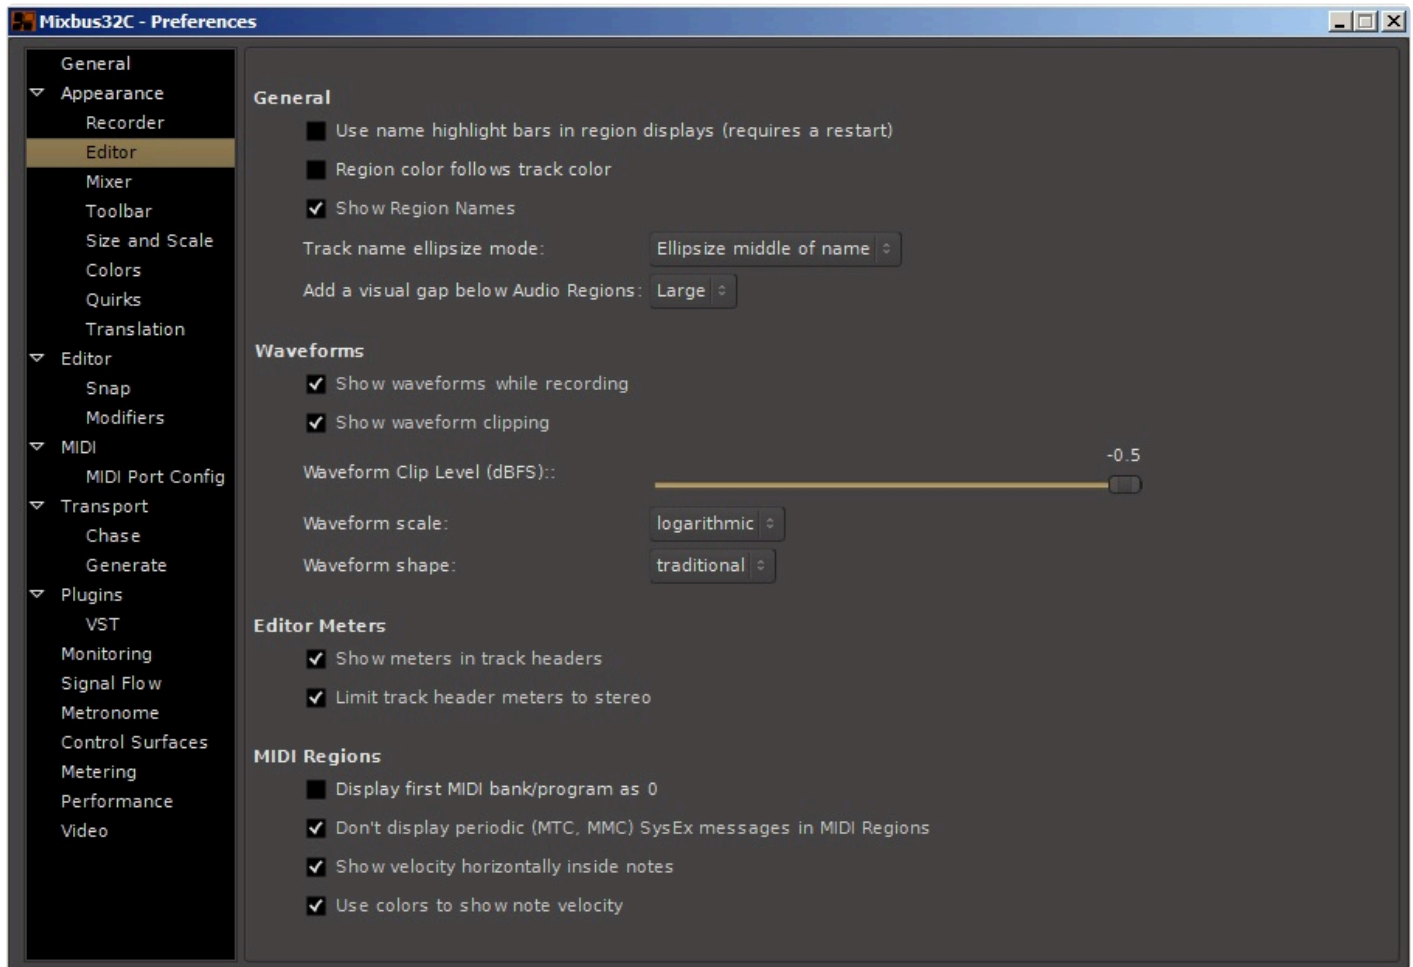 Mixbus32C - Preferences
General
Appearance
Recorder
Editor
Mixer
Toolbar
Size and Scale
Colors
Quirks
Translation
Editor
Snap
Modifiers
MIDI
MIDI Port Config
Transport
Chase
Generate
Plugins
VST
Monitoring
Signal Flow
Metronome
Control Surfaces
Metering
Performance
Video
General
Use name highlight bars in region displays (requires a restart)
Region color follows track color
Show Region Names
Track name ellipsize mode: Ellipsize middle of name
Add a visual gap below Audio Regions: Large
Waveforms
Show waveforms while recording
Show waveform clipping
-0.5
Waveform Clip Level (dBFS)::
Waveform scale: logarithmic
Waveform shape: traditional
Editor Meters
Show meters in track headers
Limit track header meters to stereo
MIDI Regions
Display first MIDI bank/program as 0
Don't display periodic (MTC, MMC) SysEx messages in MIDI Regions
Show velocity horizontally inside notes
Use colors to show note velocity